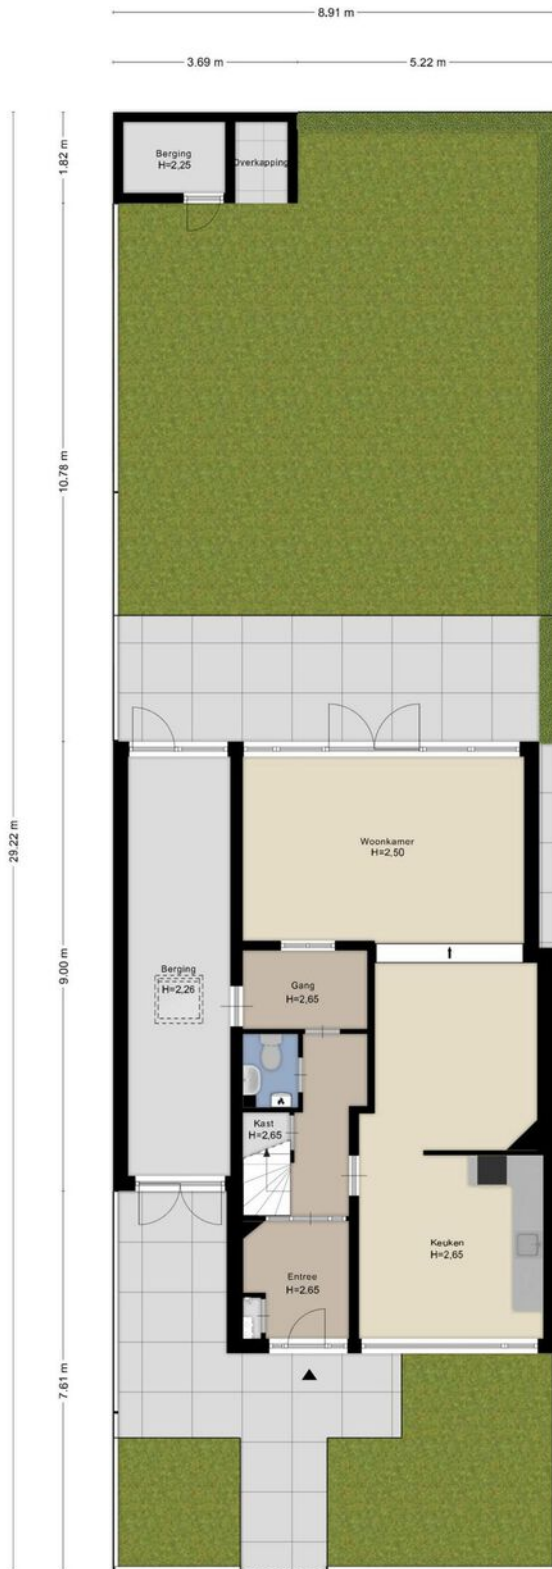 8.91 m
3.69 m
5.22 m
1.82 m
Berging
H=2,25
Overkapping
10.78 m
29.22 m
Woonkamer
H=2,50
9.00 m
Berging
H=2,26
Gang
H=2,65
Kast
H=2,65
Keuken
H=2,65
Entree
H=2,65
7.61 m